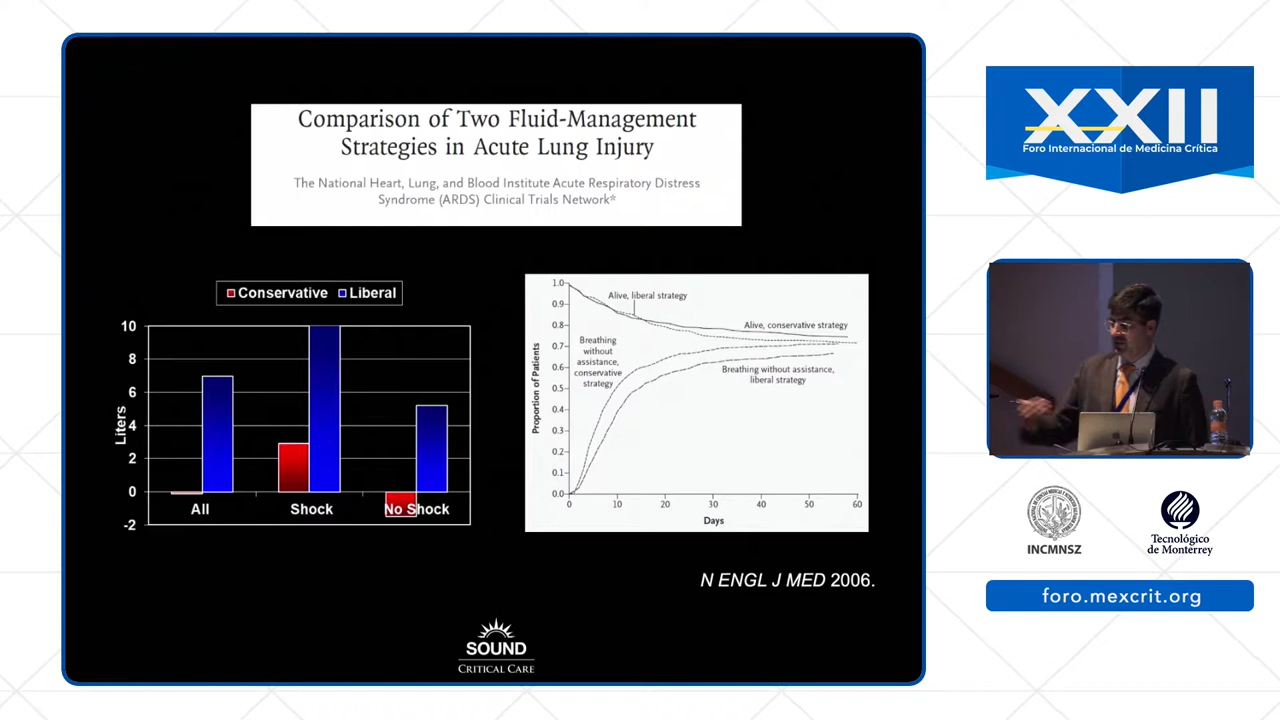 Comparison of Two Fluid-Management
Strategies in Acute Lung Injury
The National Heart, Lung, and Blood Institute Acute Respiratory Distress
Syndrome (ARDS) Clinical Trials Network*
Conservative Liberal
Liters
10
8
6
4
2
0
-2
All Shock No Shock
Proportion of Patients
1.0
0.9
0.8
0.7
0.6
0.5
0.4
0.3
0.2
0.1
0.0
Alive, liberal strategy
Alive, conservative strategy
Breathing
without
assistance,
conservative
strategy
Breathing without assistance,
liberal strategy
0 10 20 30 40 50 60
Days
N ENGL J MED 2006.
SOUND
CRITICAL CARE
XXII
Foro Internacional de Medicina Crítica
INCMNSZ
Tecnológico
de Monterrey
foro.mexcrit.org